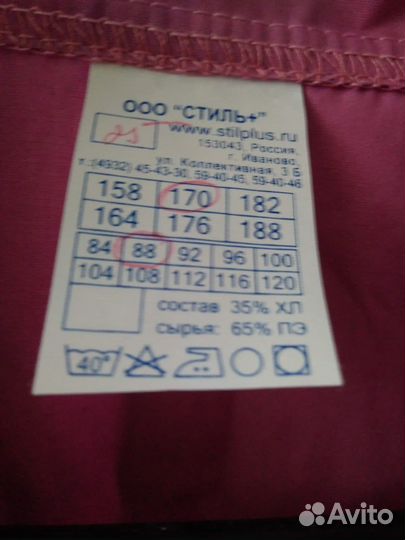 ООО "СТИЛЬ+"
www.stilplus.ru
153043, Россия,
г. Иваново,
ул. Коллективная, 3 Б
т.:(4932) 45-43-30, 59-40-45, 59-40-46
158 170 182
164 176 188
84 88 92 96 100
104 108 112 116 120
состав 35% ХЛ
сырья: 65% ПЭ
40°
Avito